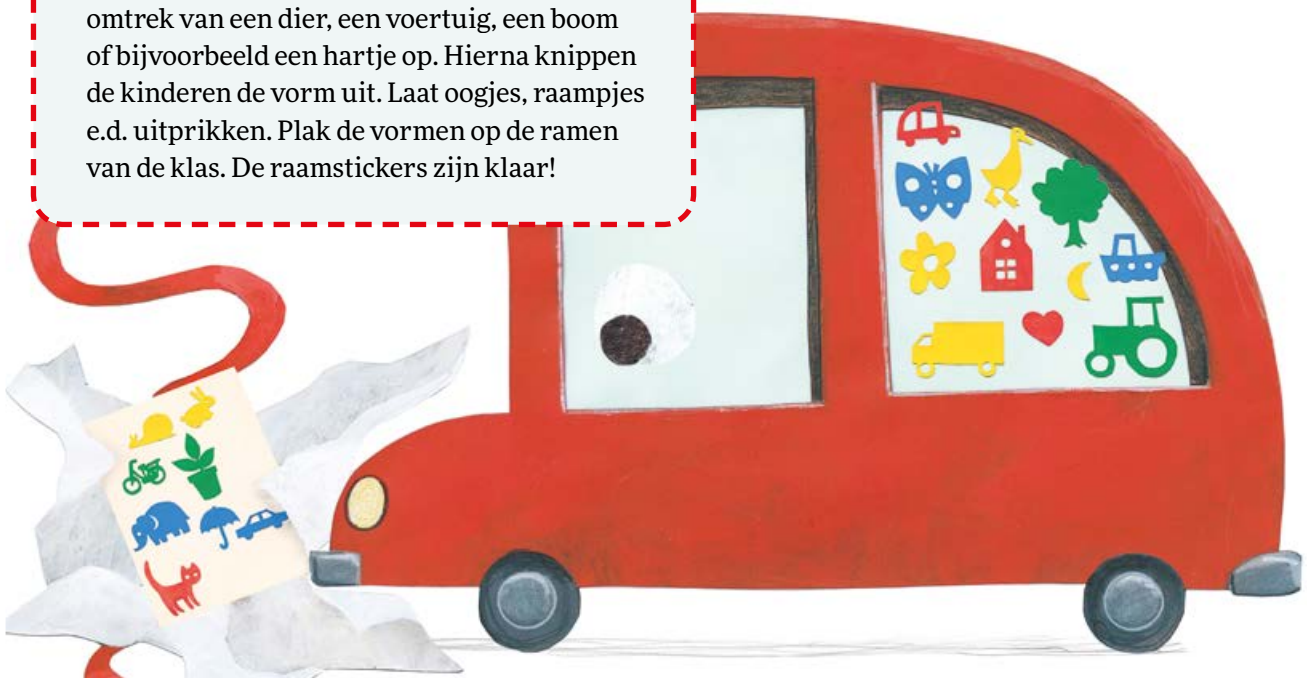 omtrek van een dier, een voertuig, een boom
of bijvoorbeeld een hartje op. Hierna knippen
de kinderen de vorm uit. Laat oogjes, raampjes
e.d. uitprikken. Plak de vormen op de ramen
van de klas. De raamstickers zijn klaar!